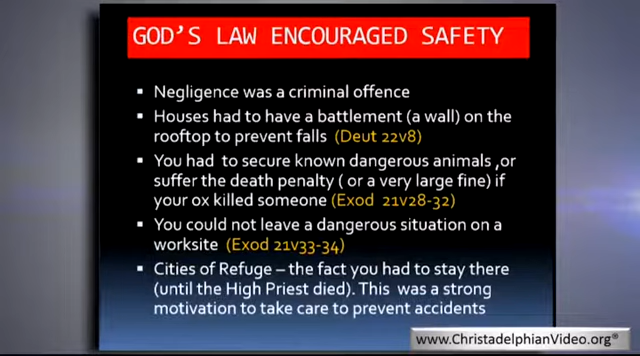 GOD'S LAW ENCOURAGED SAFETY
▪ Negligence was a criminal offence
▪ Houses had to have a battlement (a wall) on the
rooftop to prevent falls (Deut 22v8)
▪ You had to secure known dangerous animals ,or
suffer the death penalty ( or a very large fine) if
your ox killed someone (Exod 21v28-32)
▪ You could not leave a dangerous situation on a
worksite (Exod 21v33-34)
▪ Cities of Refuge – the fact you had to stay there
(until the High Priest died). This was a strong
motivation to take care to prevent accidents
www.ChristadelphianVideo.org®